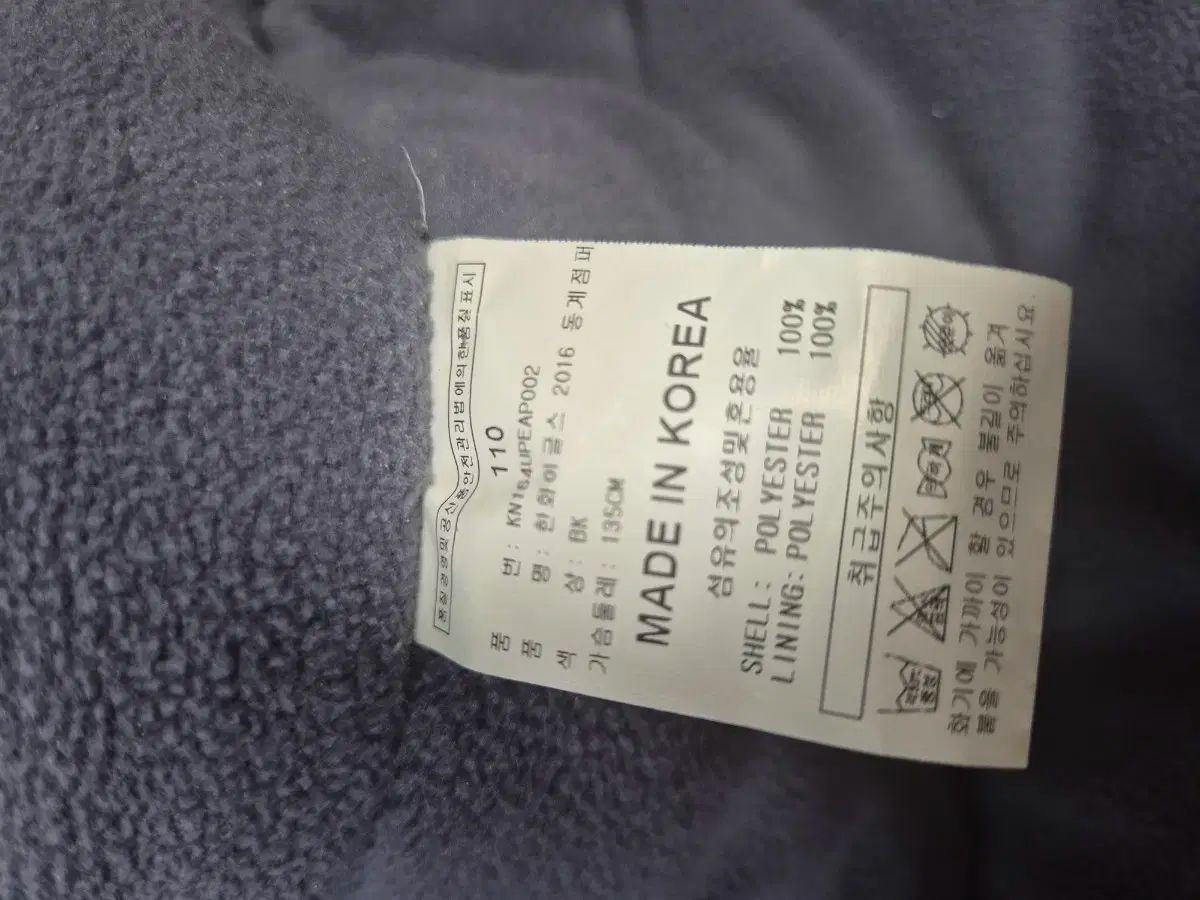 품질경영및공산품안전관리법에의한품질표시
110
품 번: KN164UPEAP002
품 명: 한화이글스 2016 동계점퍼
색 상: BK
가슴둘레: 135CM
MADE IN KOREA
섬유의조성및혼용율
SHELL: POLYESTER 100%
LINING: POLYESTER 100%
취급주의사항
화기에 가까이 할 경우 불길이 옮겨
붙을 가능성이 있으므로 주의하십시요.